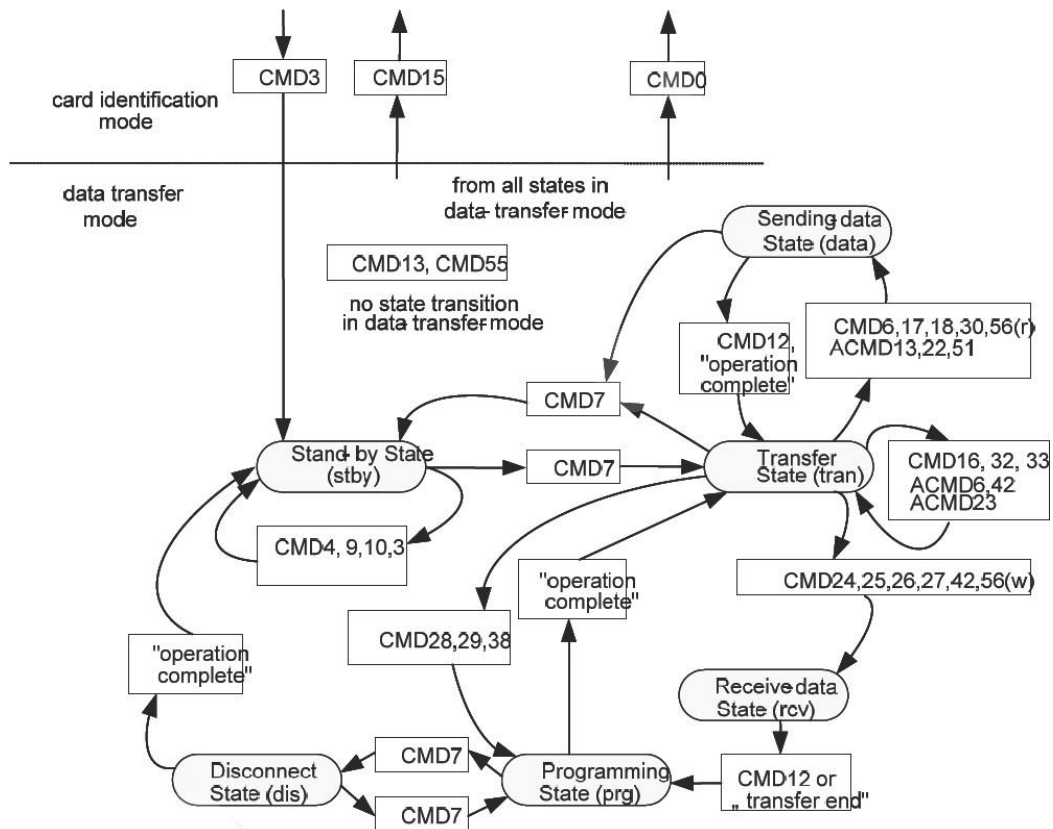 CMD3
CMD15
CMD0
card identification
mode
data transfer
mode
from all states in
data-transfer-mode
Sending-data
State (data)
CMD13, CMD55
no state transition
in data transfer mode
CMD12,
"operation
complete"
CMD6,17,18,30,56(r)
ACMD13,22,51
CMD7
Stand-by State
(stby)
CMD7
Transfer
State (tran)
CMD16, 32, 33
ACMD6,42
ACMD23
CMD4, 9,10,3
"operation
complete"
CMD24,25,26,27,42,56(w)
CMD28,29,38
"operation
complete"
Receive-data
State (rcv)
Disconnect
State (dis)
CMD7
CMD7
Programming
State (prg)
CMD12 or
„ transfer end"